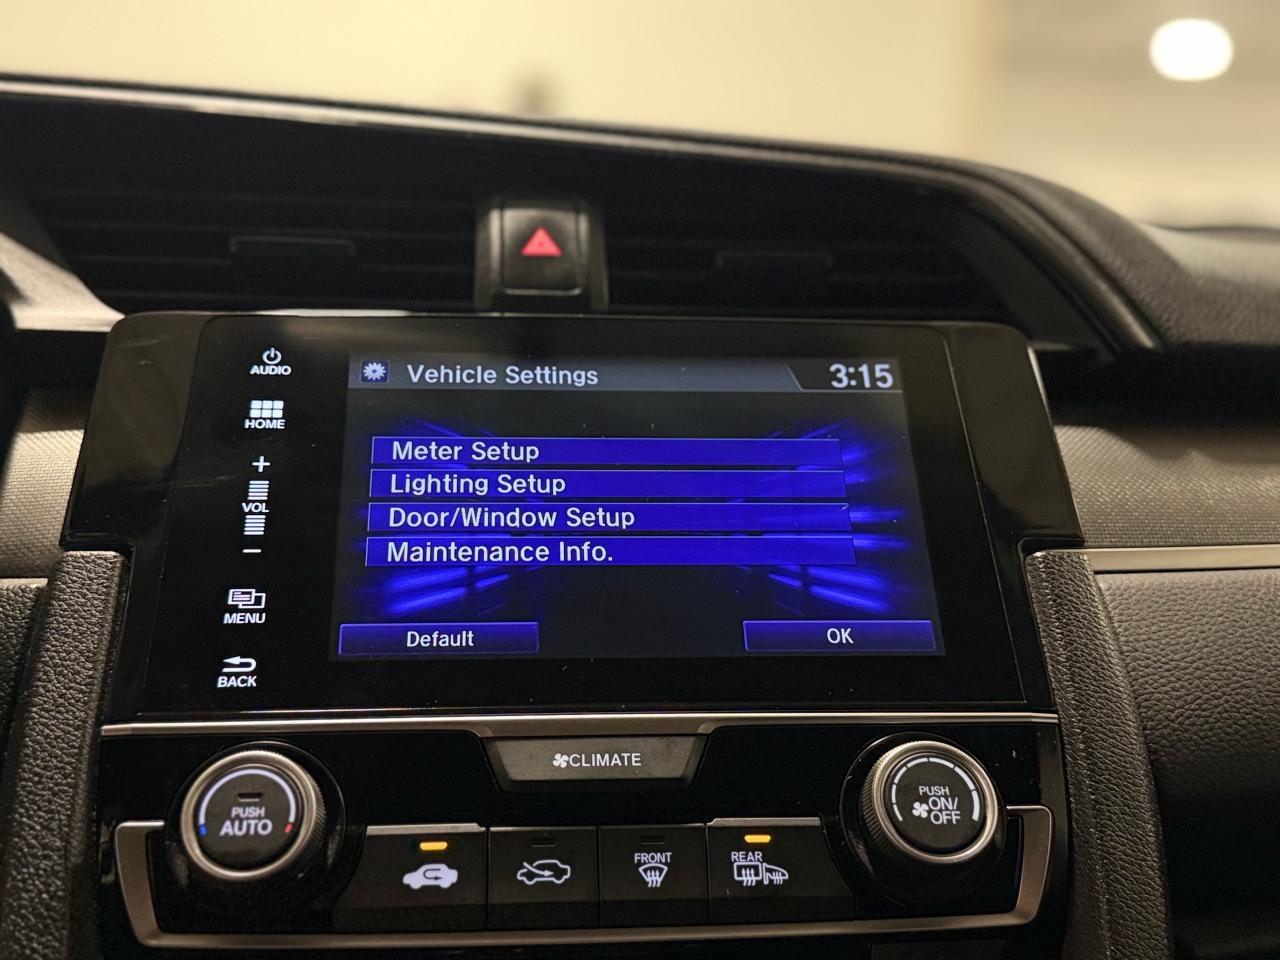 AUDIO
HOME
+
VOL
−
MENU
BACK
Vehicle Settings
3:15
Meter Setup
Lighting Setup
Door/Window Setup
Maintenance Info.
Default
OK
CLIMATE
PUSH
AUTO
FRONT
REAR
PUSH
ON/
OFF